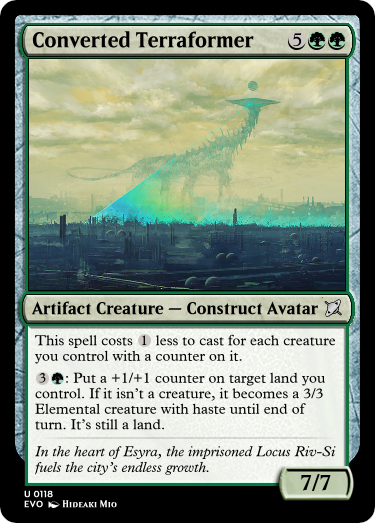 Converted Terraformer 5
Artifact Creature — Construct Avatar
This spell costs 1 less to cast for each creature
you control with a counter on it.
3 : Put a +1/+1 counter on target land you
control. If it isn't a creature, it becomes a 3/3
Elemental creature with haste until end of
turn. It's still a land.
In the heart of Esyra, the imprisoned Locus Riv-Si
fuels the city's endless growth.
7/7
U 0118
EVO Hideaki Mio